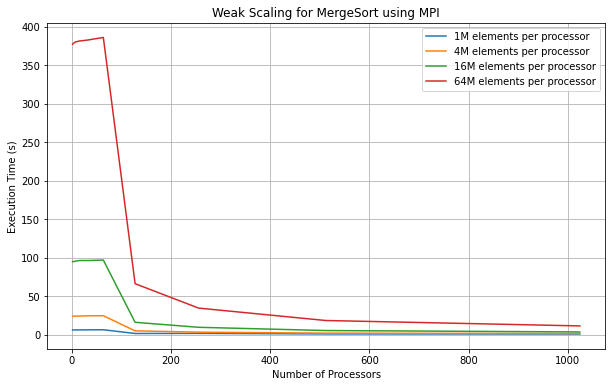 Weak Scaling for MergeSort using MPI
1M elements per processor
4M elements per processor
16M elements per processor
64M elements per processor
Execution Time (s)
400
350
300
250
200
150
100
50
0
0 200 400 600 800 1000
Number of Processors